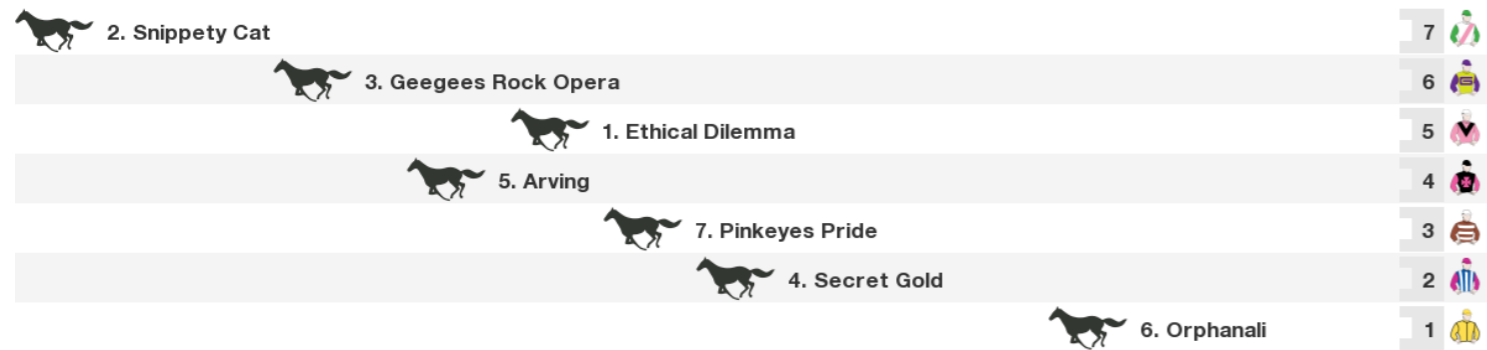 2. Snippety Cat 7
3. Geegees Rock Opera 6
1. Ethical Dilemma 5
5. Arving 4
7. Pinkeyes Pride 3
4. Secret Gold 2
6. Orphanali 1